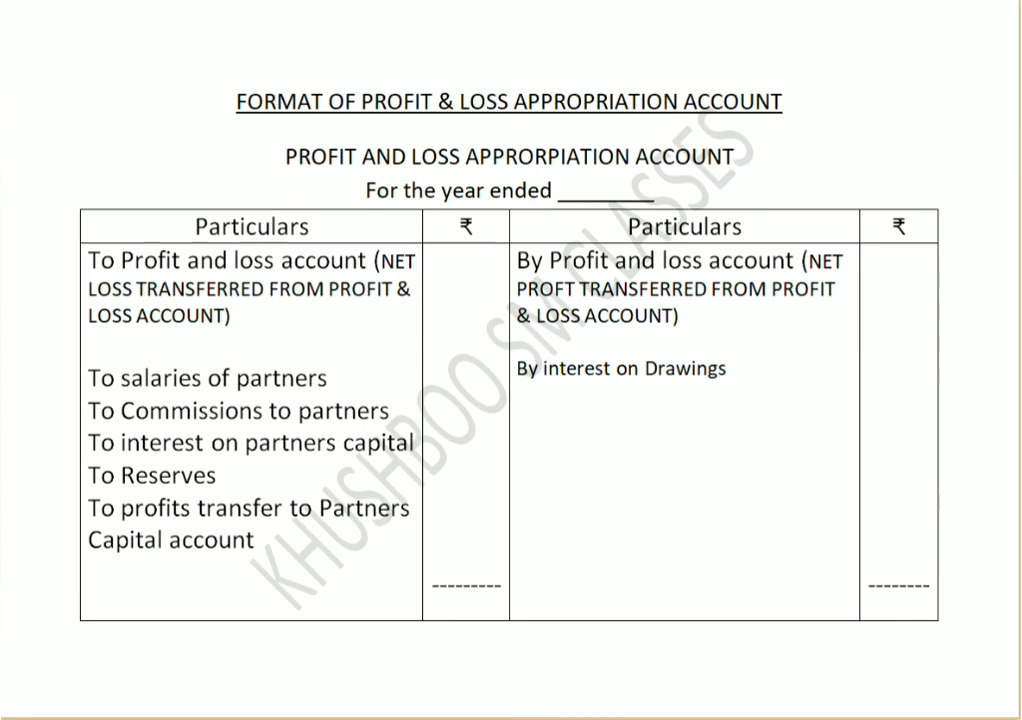 FORMAT OF PROFIT & LOSS APPROPRIATION ACCOUNT
PROFIT AND LOSS APPRORPIATION ACCOUNT
For the year ended ________
Particulars ₹ Particulars ₹
To Profit and loss account (NET
LOSS TRANSFERRED FROM PROFIT &
LOSS ACCOUNT)
To salaries of partners
To Commissions to partners
To interest on partners capital
To Reserves
To profits transfer to Partners
Capital account
---------
By Profit and loss account (NET
PROFT TRANSFERRED FROM PROFIT
& LOSS ACCOUNT)
By interest on Drawings
--------
KHUSHBOO SM CLASSES